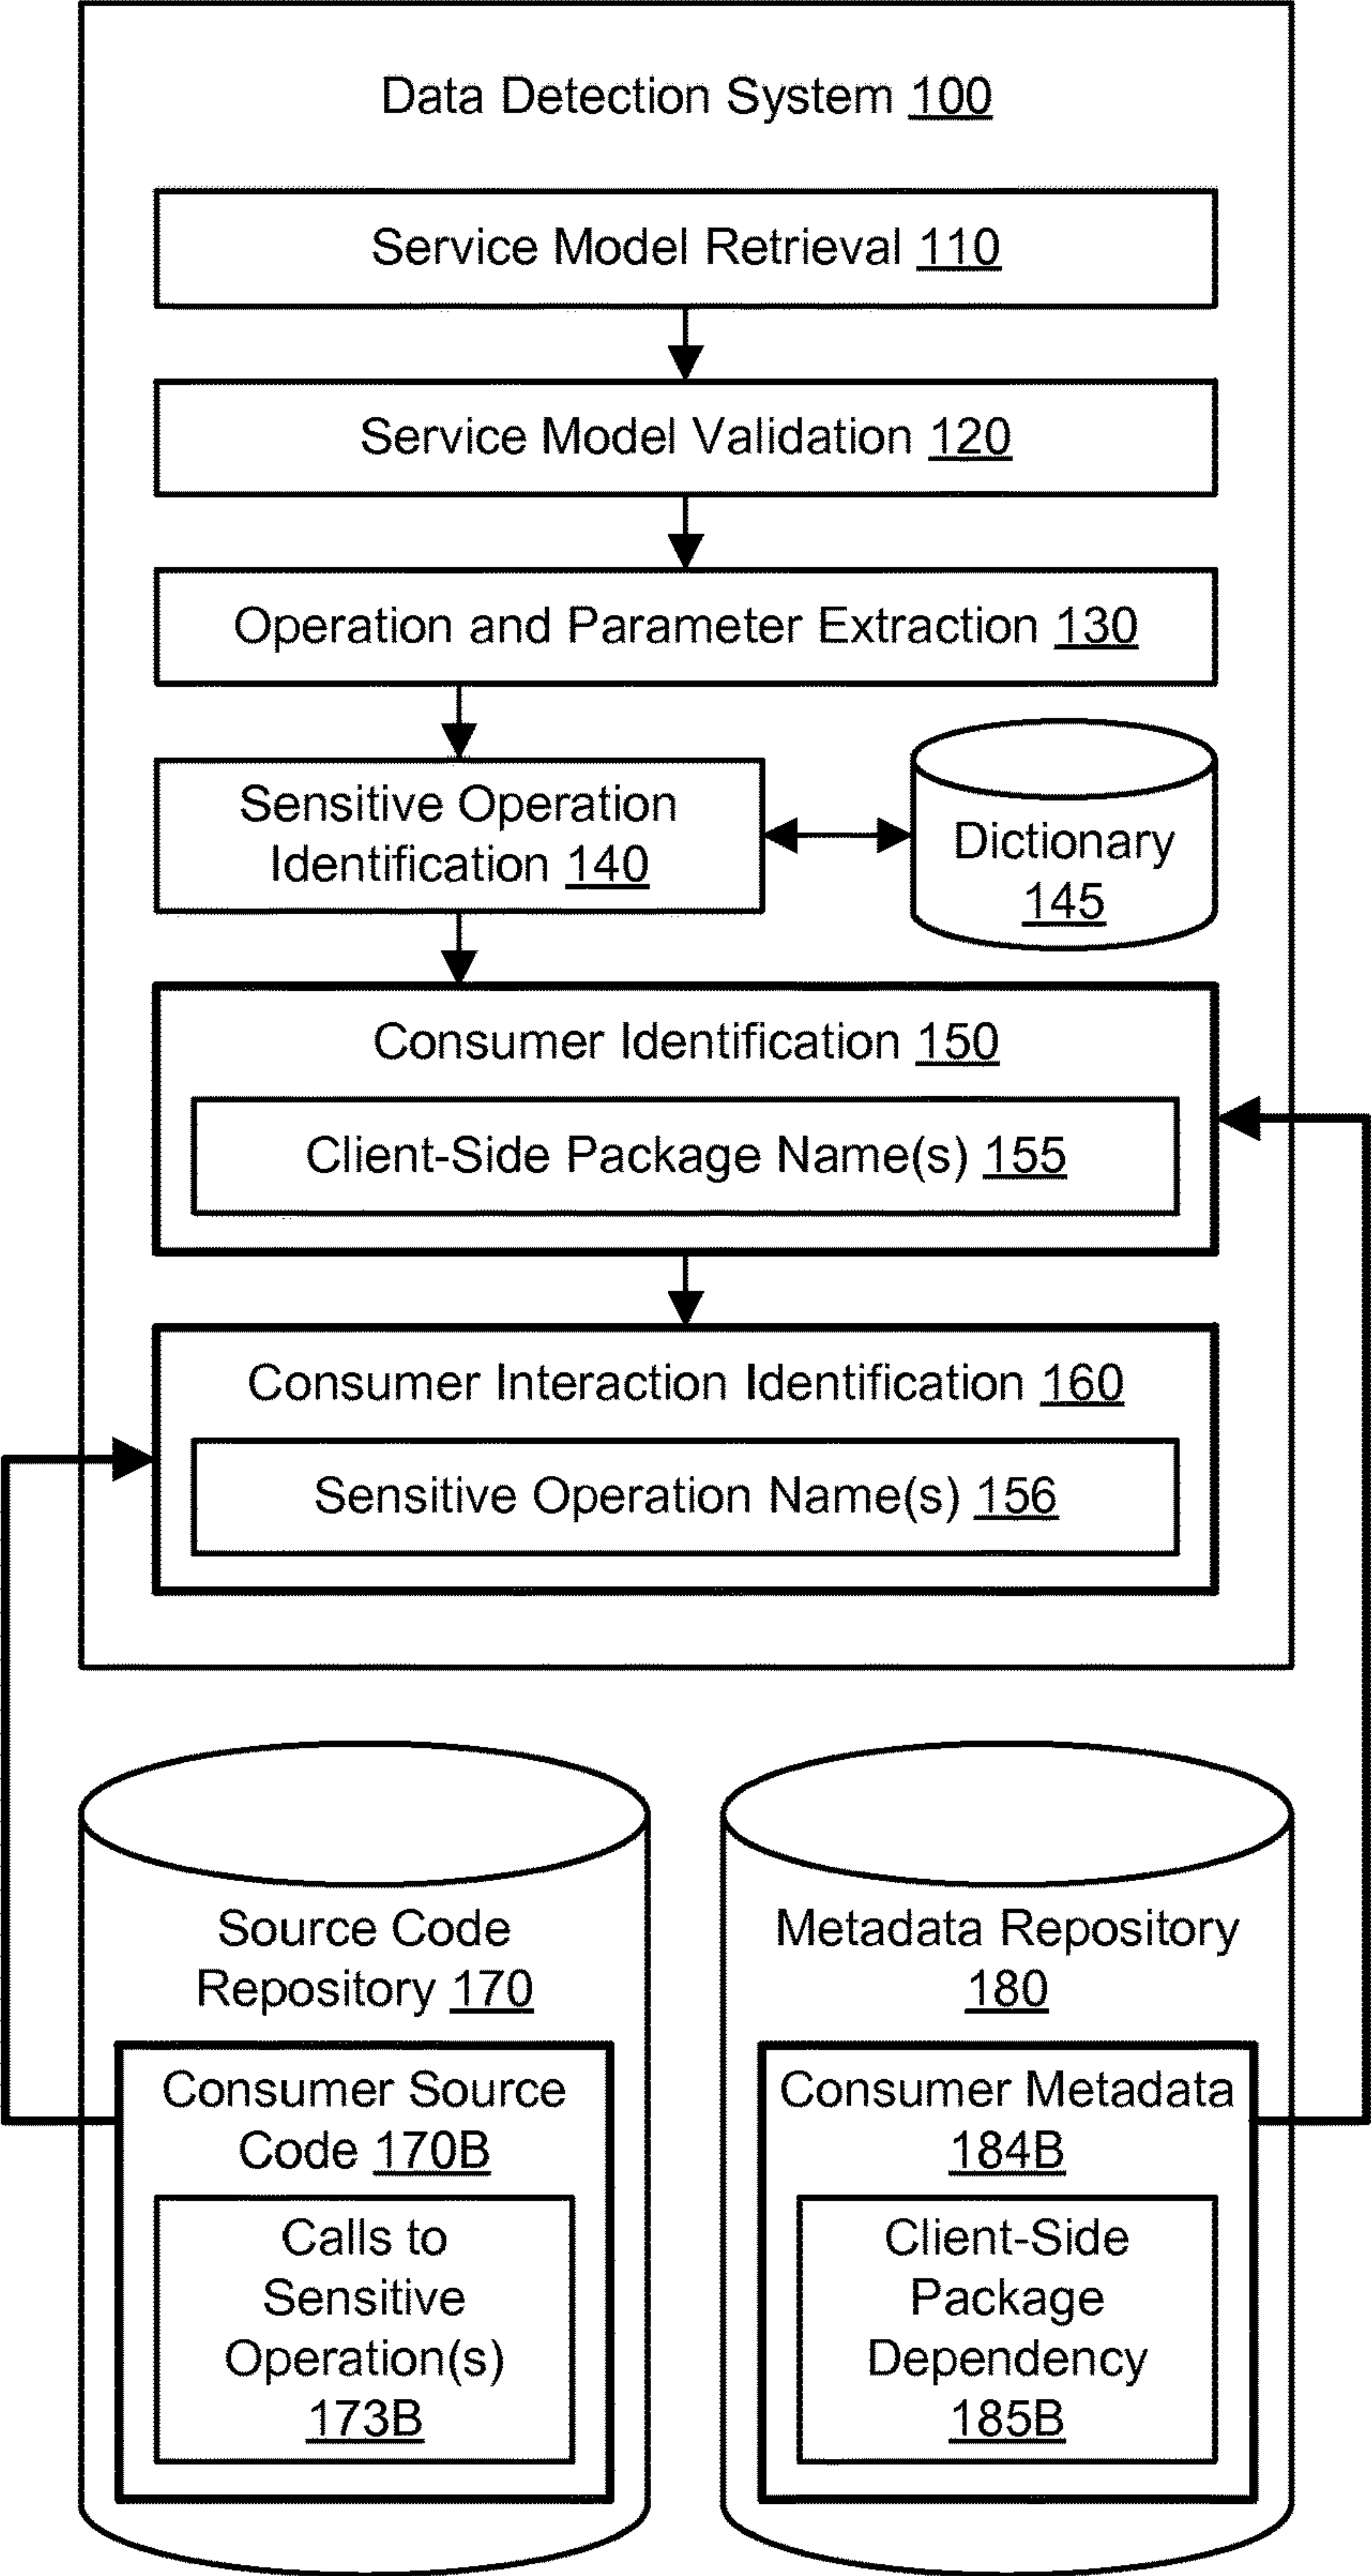 Data Detection System 100
Service Model Retrieval 110
Service Model Validation 120
Operation and Parameter Extraction 130
Sensitive Operation
Identification 140
Dictionary
145
Consumer Identification 150
Client-Side Package Name(s) 155
Consumer Interaction Identification 160
Sensitive Operation Name(s) 156
Source Code
Repository 170
Consumer Source
Code 170B
Calls to
Sensitive
Operation(s)
173B
Metadata Repository
180
Consumer Metadata
184B
Client-Side
Package
Dependency
185B